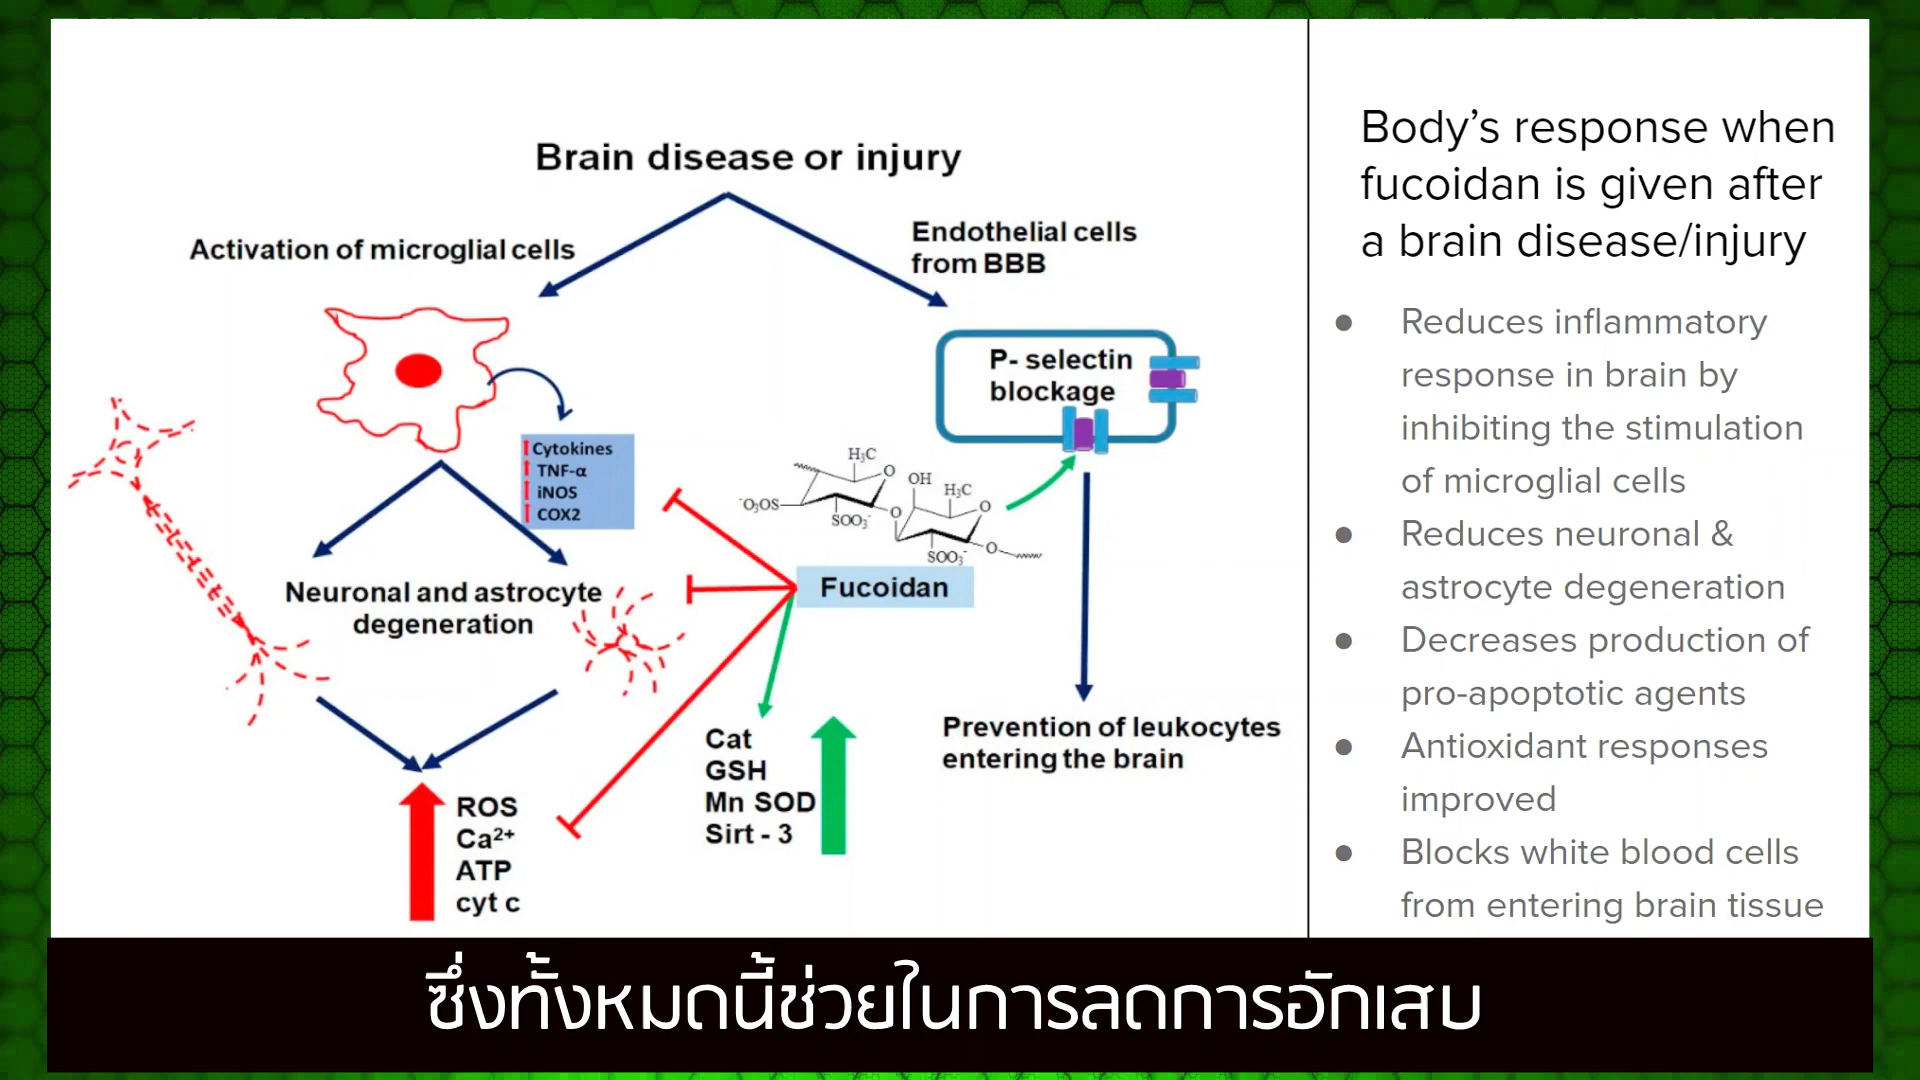 Brain disease or injury
Activation of microglial cells
Endothelial cells
from BBB
P- selectin
blockage
Cytokines
TNF-α
iNOS
COX2
H₃C
O
OH
H₃C
O
⁻O₃OS
SOO₃⁻
O
SOO₃⁻
O
Fucoidan
Neuronal and astrocyte
degeneration
Cat
GSH
Mn SOD
Sirt - 3
Prevention of leukocytes
entering the brain
ROS
Ca²⁺
ATP
cyt c
Body’s response when
fucoidan is given after
a brain disease/injury
● Reduces inflammatory
response in brain by
inhibiting the stimulation
of microglial cells
● Reduces neuronal &
astrocyte degeneration
● Decreases production of
pro-apoptotic agents
● Antioxidant responses
improved
● Blocks white blood cells
from entering brain tissue
ซึ่งทั้งหมดนี้ช่วยในการลดการอักเสบ